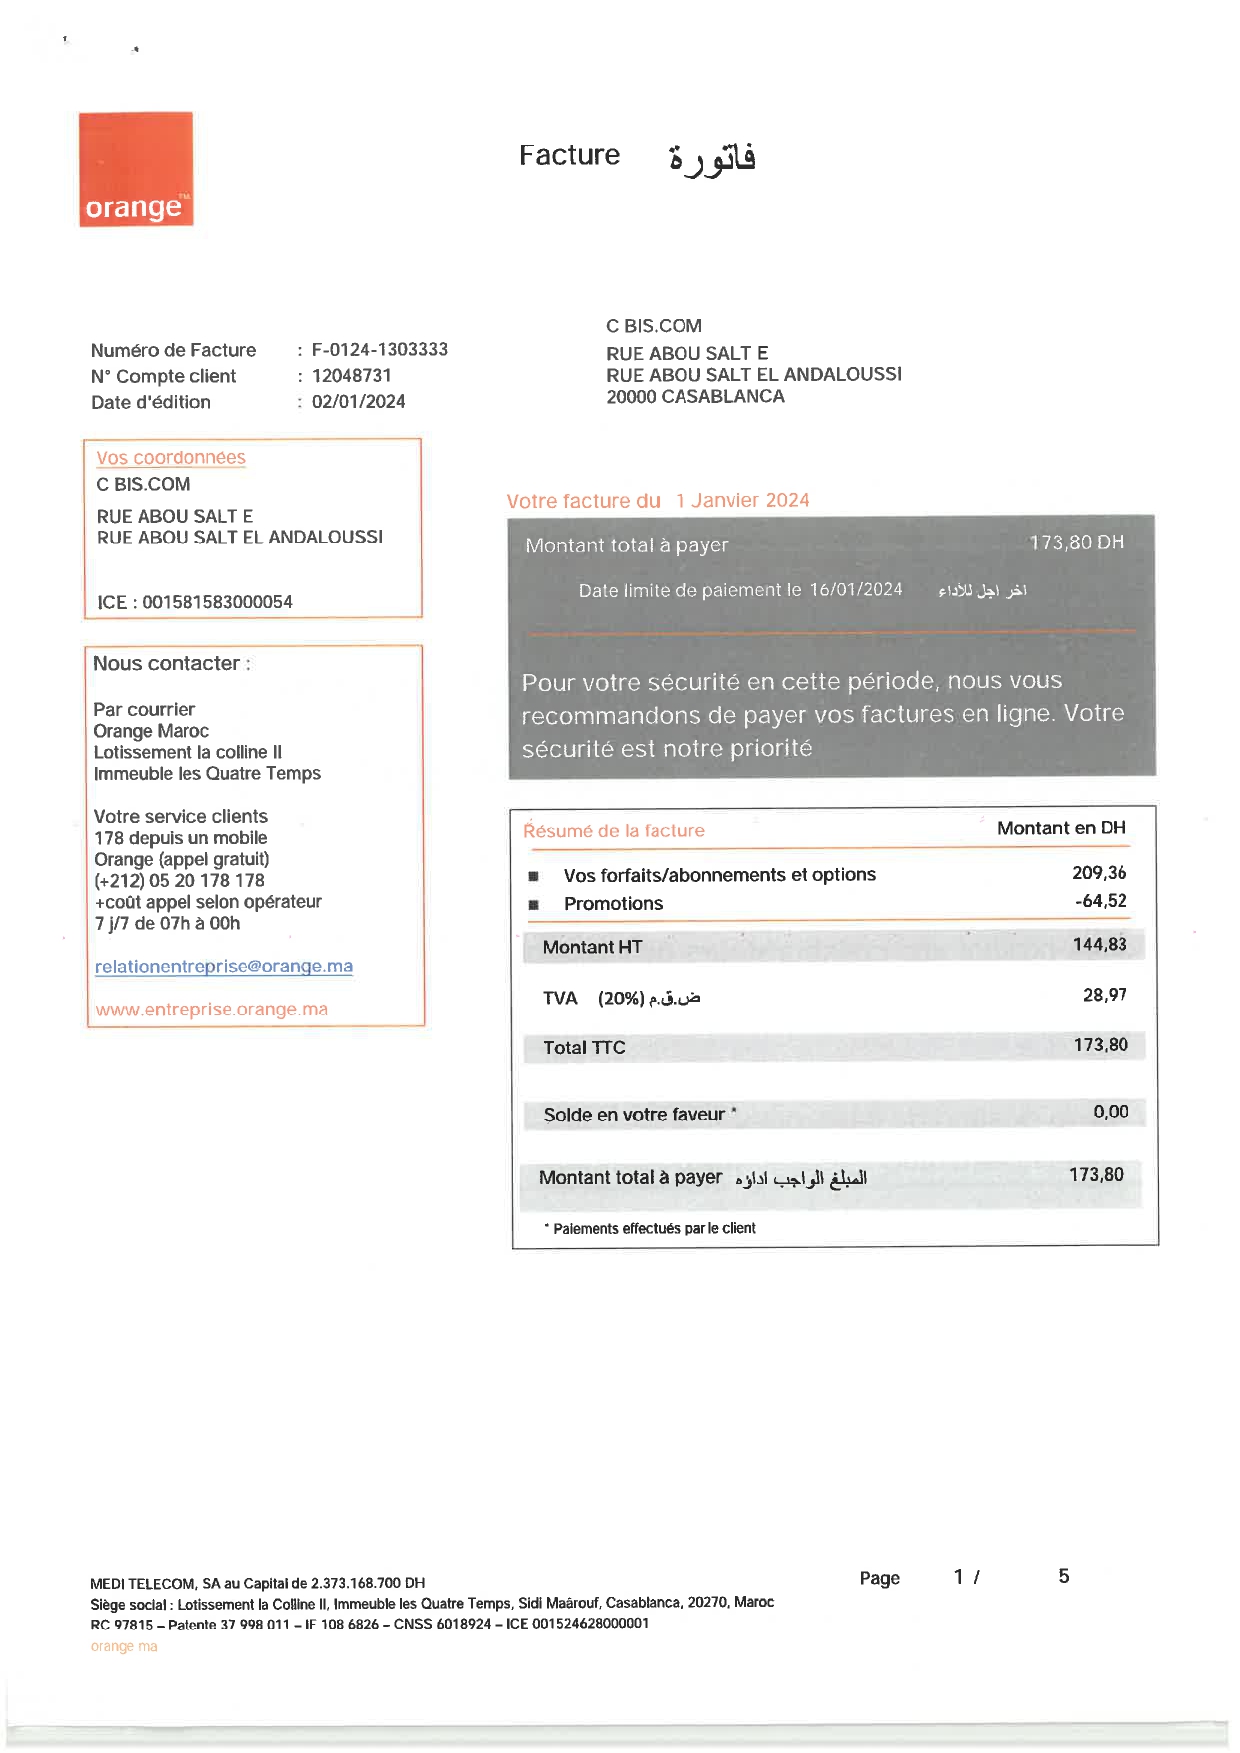 orange™
Facture فاتورة
Numéro de Facture : F-0124-1303333
N° Compte client : 12048731
Date d'édition : 02/01/2024
C BIS.COM
RUE ABOU SALT E
RUE ABOU SALT EL ANDALOUSSI
20000 CASABLANCA
Vos coordonnées
C BIS.COM
RUE ABOU SALT E
RUE ABOU SALT EL ANDALOUSSI
ICE : 001581583000054
Nous contacter :
Par courrier
Orange Maroc
Lotissement la colline II
Immeuble les Quatre Temps
Votre service clients
178 depuis un mobile
Orange (appel gratuit)
(+212) 05 20 178 178
+coût appel selon opérateur
7 j/7 de 07h à 00h
relationentreprise@orange.ma
www.entreprise.orange.ma
Votre facture du 1 Janvier 2024
Montant total à payer 173,80 DH
Date limite de paiement le 16/01/2024 اخر اجل للأداء
Pour votre sécurité en cette période, nous vous
recommandons de payer vos factures en ligne. Votre
sécurité est notre priorité
Résumé de la facture Montant en DH
■ Vos forfaits/abonnements et options 209,36
■ Promotions -64,52
Montant HT 144,83
TVA (20%) ض.ق.م 28,97
Total TTC 173,80
Solde en votre faveur * 0,00
Montant total à payer المبلغ الواجب اداؤه 173,80
* Paiements effectués par le client
MEDI TELECOM, SA au Capital de 2.373.168.700 DH
Siège social : Lotissement la Colline II, Immeuble les Quatre Temps, Sidi Maârouf, Casablanca, 20270, Maroc
RC 97815 – Patente 37 998 011 – IF 108 6826 – CNSS 6018924 – ICE 001524628000001
orange ma
Page 1 / 5